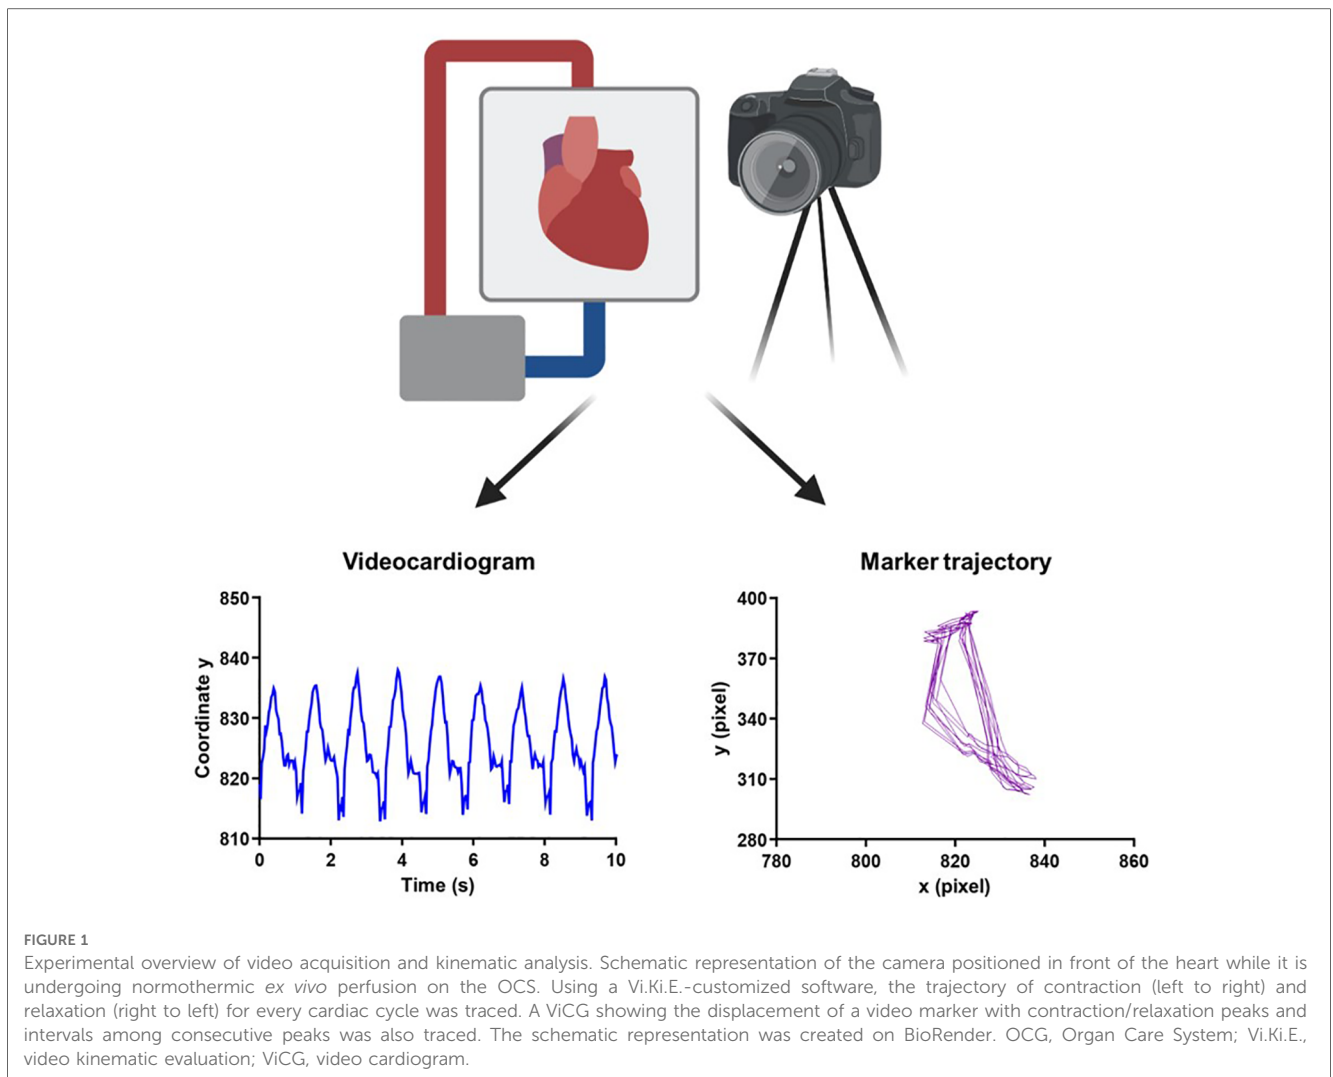 Videocardiogram
850
840
830
820
810
Coordinate y
0 2 4 6 8 10
Time (s)
Marker trajectory
400
370
340
310
280
y (pixel)
780 800 820 840 860
x (pixel)
FIGURE 1
Experimental overview of video acquisition and kinematic analysis. Schematic representation of the camera positioned in front of the heart while it is
undergoing normothermic ex vivo perfusion on the OCS. Using a Vi.Ki.E.-customized software, the trajectory of contraction (left to right) and
relaxation (right to left) for every cardiac cycle was traced. A ViCG showing the displacement of a video marker with contraction/relaxation peaks and
intervals among consecutive peaks was also traced. The schematic representation was created on BioRender. OCG, Organ Care System; Vi.Ki.E.,
video kinematic evaluation; ViCG, video cardiogram.